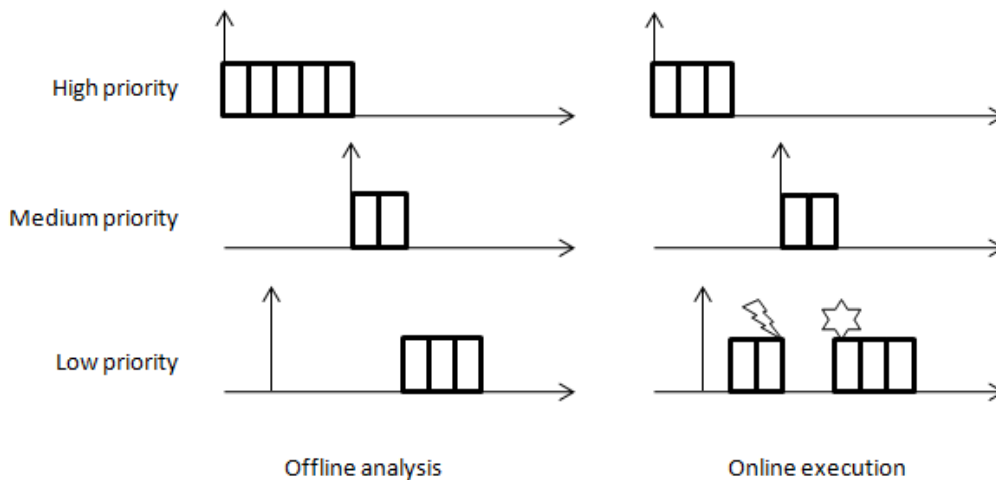 High priority
Medium priority
Low priority
Offline analysis
Online execution